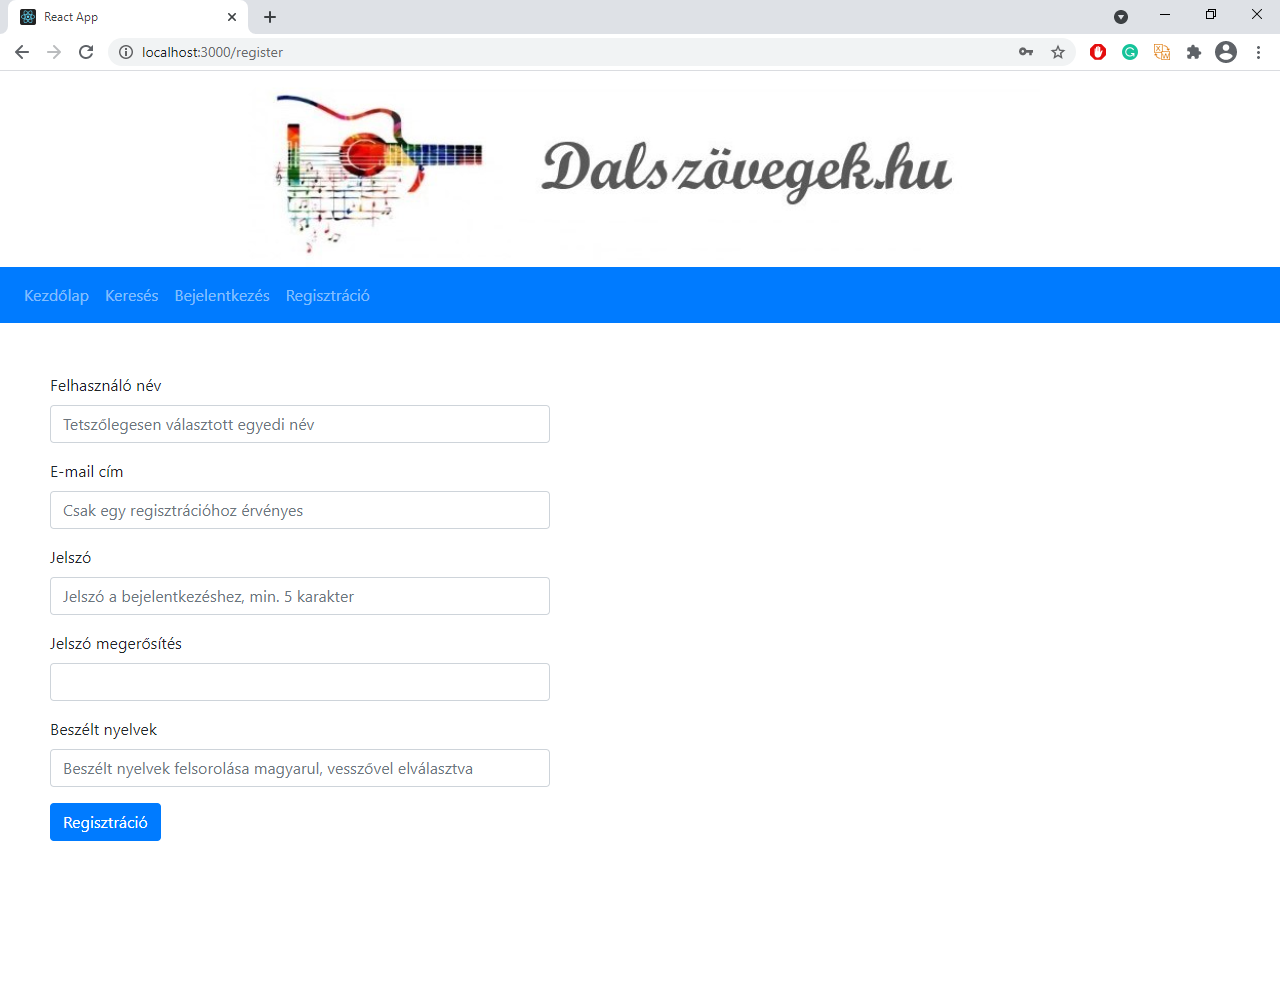 React App
localhost:3000/register
Dalszövegek.hu
Kezdőlap Keresés Bejelentkezés Regisztráció
Felhasználó név
Tetszőlegesen választott egyedi név
E-mail cím
Csak egy regisztrációhoz érvényes
Jelszó
Jelszó a bejelentkezéshez, min. 5 karakter
Jelszó megerősítés
Beszélt nyelvek
Beszélt nyelvek felsorolása magyarul, vesszővel elválasztva
Regisztráció